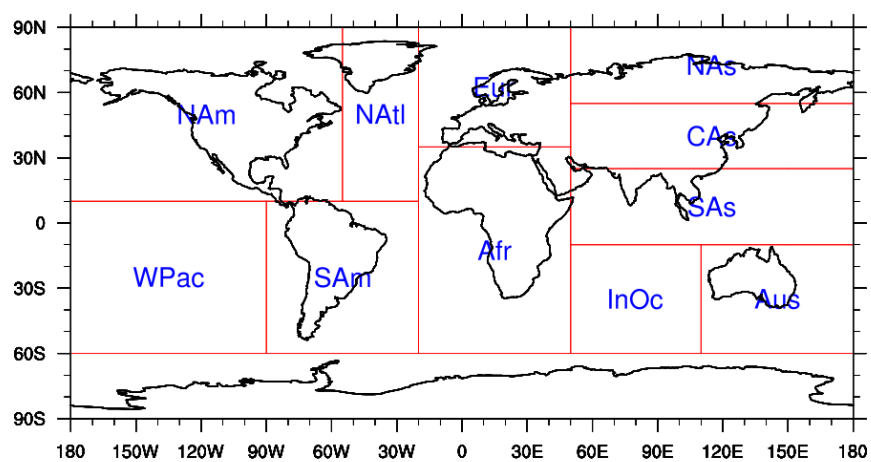 90N
NAs
60N
Eur
NAm
NAtl
CAs
30N
SAs
0
Afr
WPac
SAm
30S
InOc
Aus
60S
90S
180 150W 120W 90W 60W 30W 0 30E 60E 90E 120E 150E 180